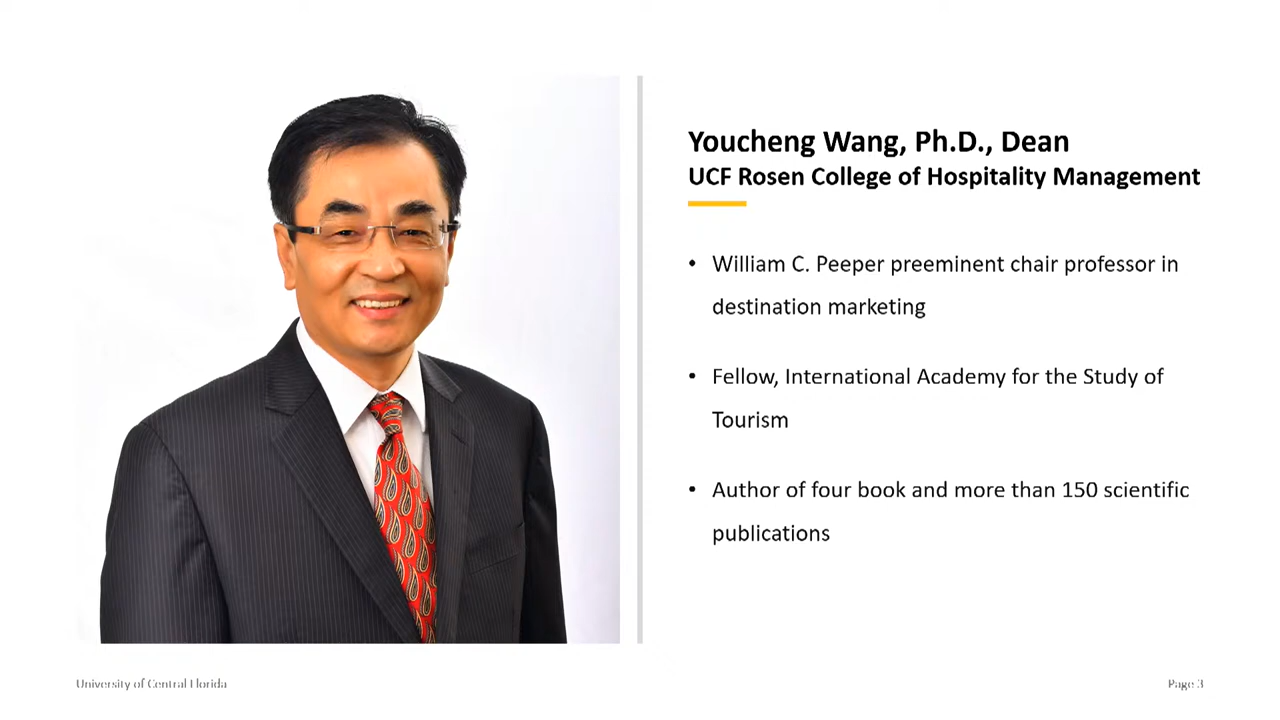 Youcheng Wang, Ph.D., Dean
UCF Rosen College of Hospitality Management
• William C. Peeper preeminent chair professor in
destination marketing
• Fellow, International Academy for the Study of
Tourism
• Author of four book and more than 150 scientific
publications
University of Central Florida
Page 3